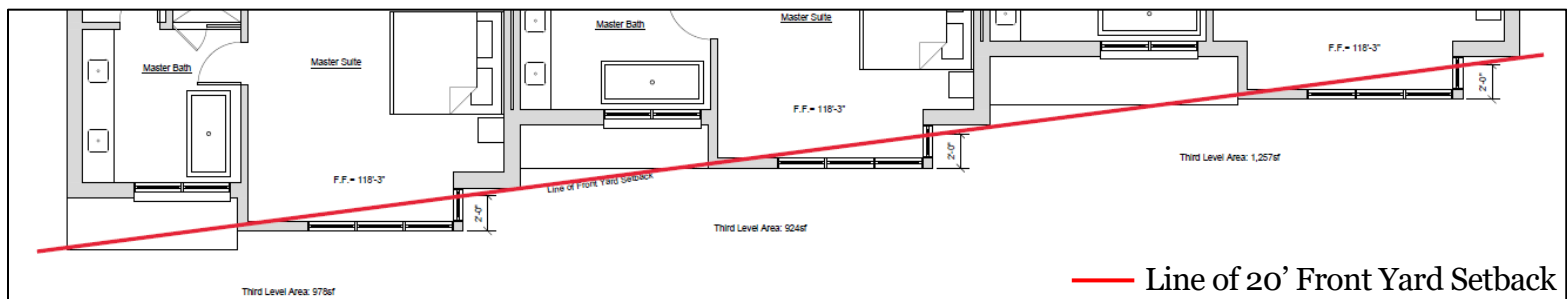 Master Bath
Master Suite
F.F.= 118'-3"
2'-0"
Third Level Area: 978sf
Master Bath
Master Suite
F.F.= 118'-3"
2'-0"
Line of Front Yard Setback
Third Level Area: 924sf
F.F.= 118'-3"
2'-0"
Third Level Area: 1,257sf
Line of 20’ Front Yard Setback